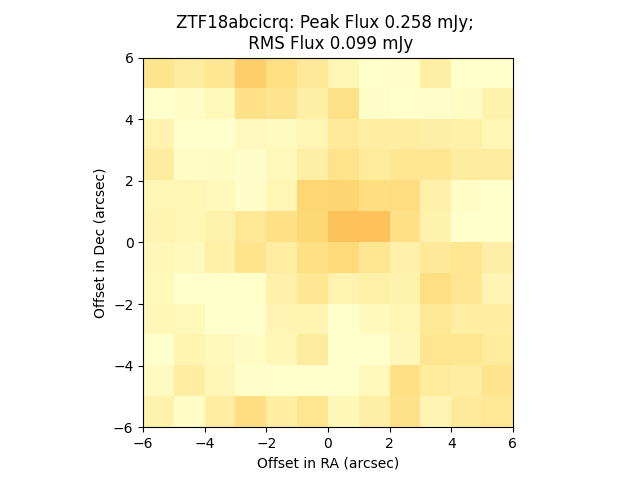 ZTF18abcicrq: Peak Flux 0.258 mJy;
RMS Flux 0.099 mJy
6
4
2
0
−2
−4
−6
Offset in Dec (arcsec)
−6 −4 −2 0 2 4 6
Offset in RA (arcsec)